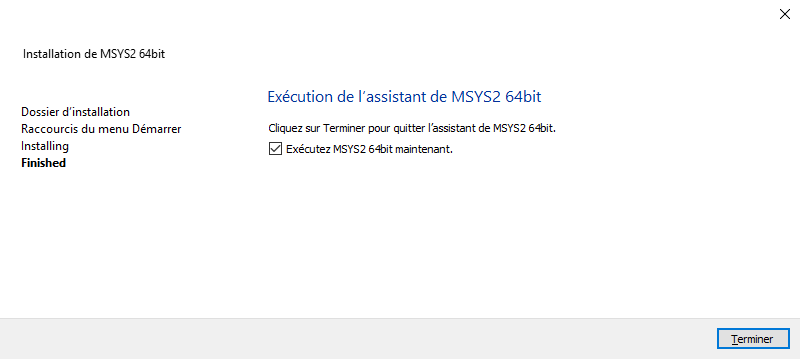 Installation de MSYS2 64bit
Dossier d'installation
Raccourcis du menu Démarrer
Installing
Finished
Exécution de l'assistant de MSYS2 64bit
Cliquez sur Terminer pour quitter l'assistant de MSYS2 64bit.
Exécutez MSYS2 64bit maintenant.
Terminer